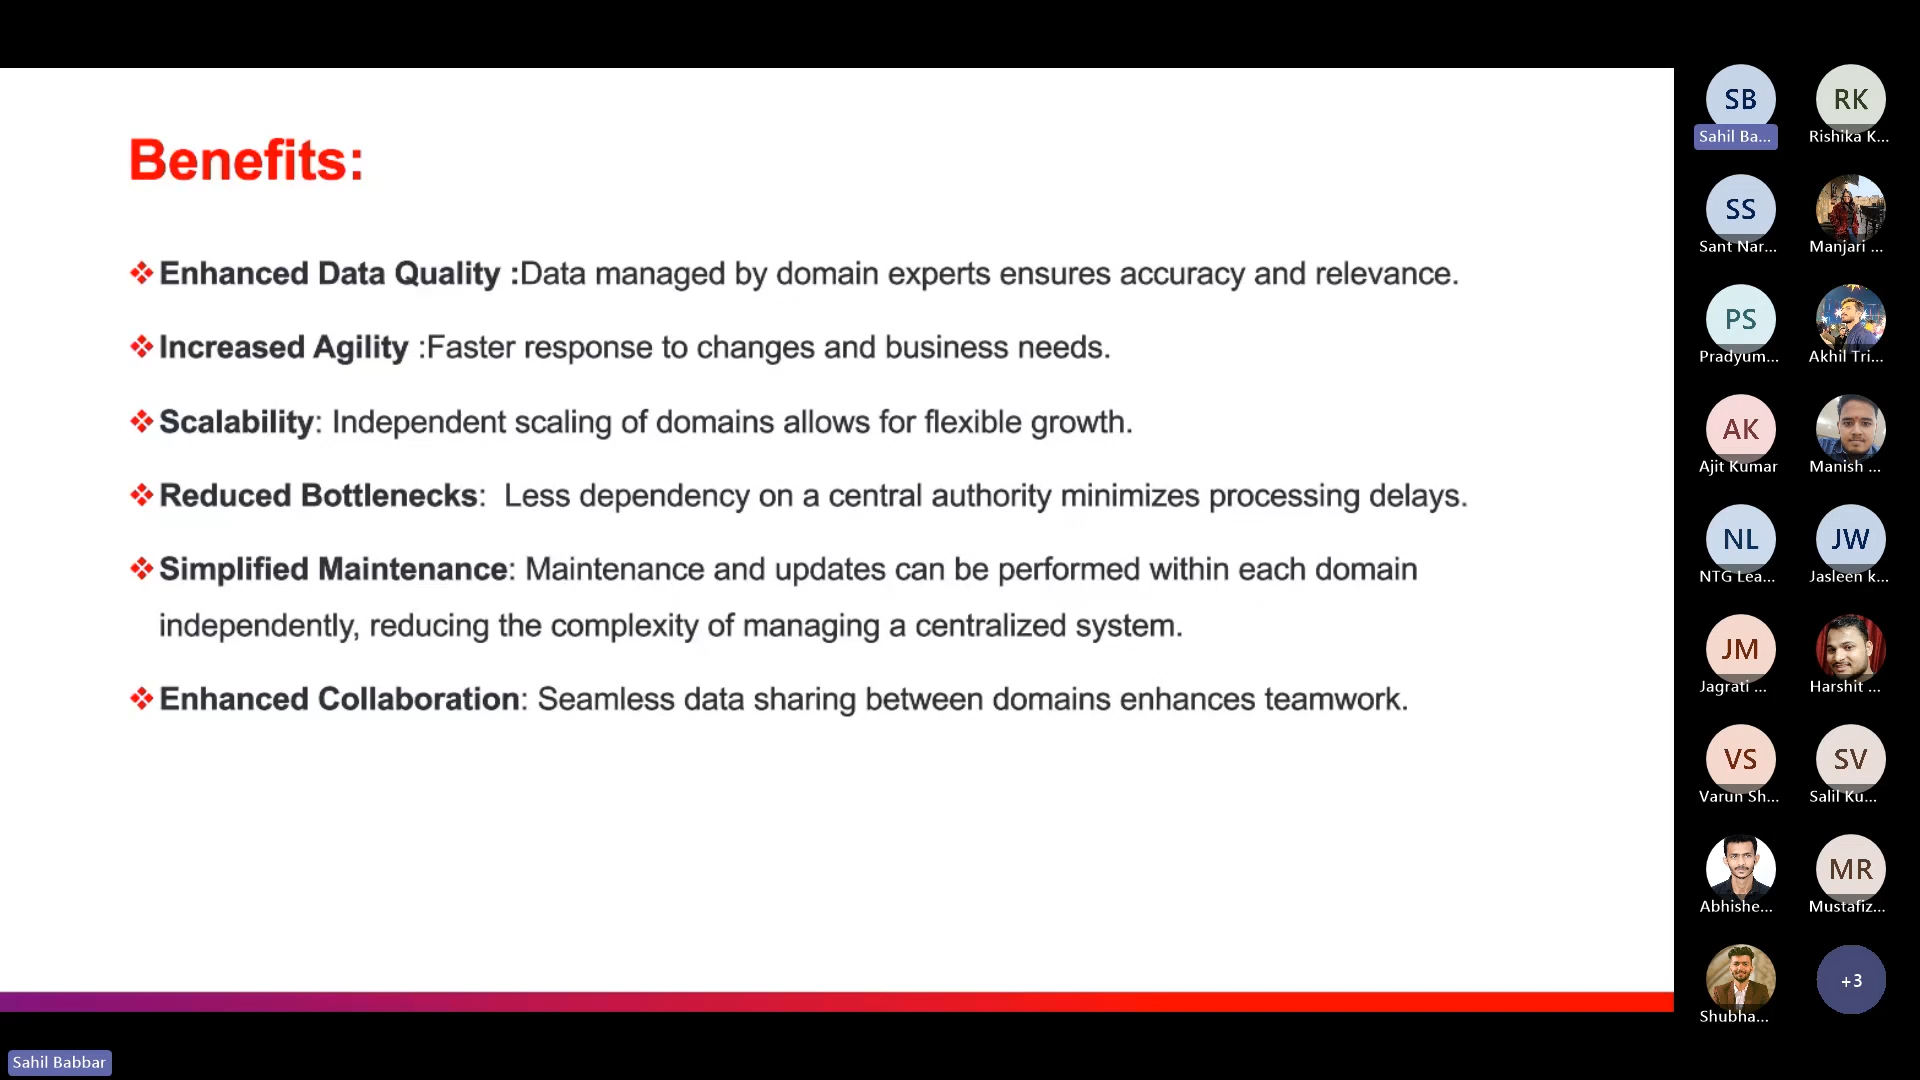 Benefits:
❖ Enhanced Data Quality :Data managed by domain experts ensures accuracy and relevance.
❖ Increased Agility :Faster response to changes and business needs.
❖ Scalability: Independent scaling of domains allows for flexible growth.
❖ Reduced Bottlenecks:  Less dependency on a central authority minimizes processing delays.
❖ Simplified Maintenance: Maintenance and updates can be performed within each domain
independently, reducing the complexity of managing a centralized system.
❖ Enhanced Collaboration: Seamless data sharing between domains enhances teamwork.
SB
Sahil Ba...
RK
Rishika K...
SS
Sant Nar...
Manjari ...
PS
Pradyum...
Akhil Tri...
AK
Ajit Kumar
Manish ...
NL
NTG Lea...
JW
Jasleen k...
JM
Jagrati ...
Harshit ...
VS
Varun Sh...
SV
Salil Ku...
Abhishe...
MR
Mustafiz...
Shubha...
+3
Sahil Babbar